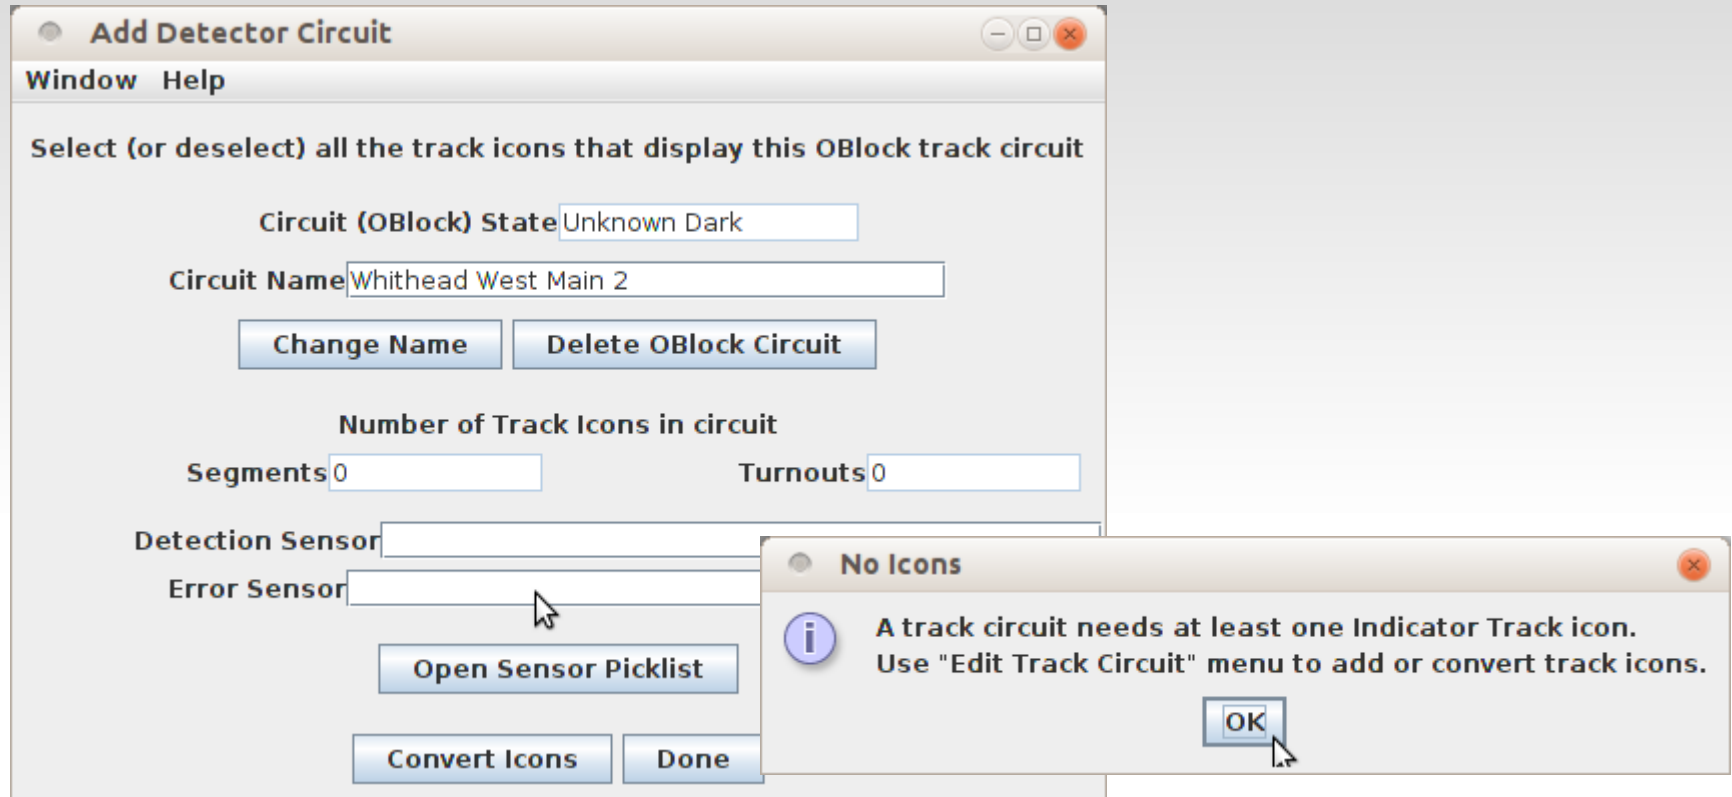 Add Detector Circuit
Window Help
Select (or deselect) all the track icons that display this OBlock track circuit
Circuit (OBlock) State Unknown Dark
Circuit Name Whithead West Main 2
Change Name Delete OBlock Circuit
Number of Track Icons in circuit
Segments 0 Turnouts 0
Detection Sensor
Error Sensor
Open Sensor Picklist
Convert Icons Done
No Icons
A track circuit needs at least one Indicator Track icon.
Use "Edit Track Circuit" menu to add or convert track icons.
OK